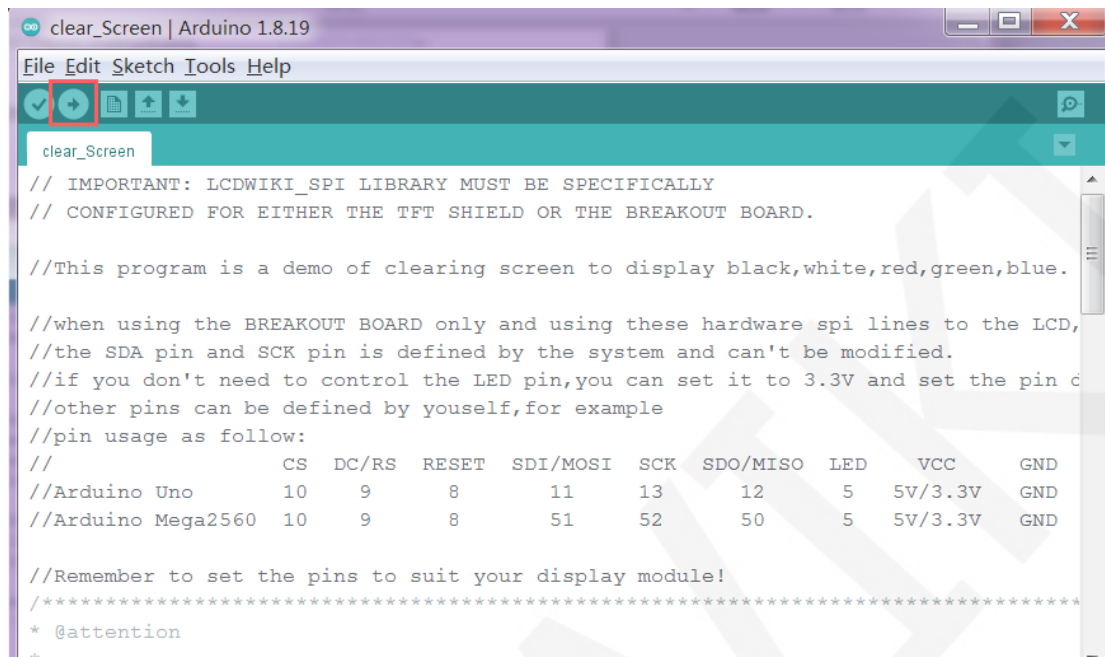 clear_Screen | Arduino 1.8.19
File Edit Sketch Tools Help
clear_Screen
// IMPORTANT: LCDWIKI_SPI LIBRARY MUST BE SPECIFICALLY
// CONFIGURED FOR EITHER THE TFT SHIELD OR THE BREAKOUT BOARD.
//This program is a demo of clearing screen to display black,white,red,green,blue.
//when using the BREAKOUT BOARD only and using these hardware spi lines to the LCD,
//the SDA pin and SCK pin is defined by the system and can't be modified.
//if you don't need to control the LED pin,you can set it to 3.3V and set the pin d
//other pins can be defined by youself,for example
//pin usage as follow:
// CS DC/RS RESET SDI/MOSI SCK SDO/MISO LED VCC GND
//Arduino Uno 10 9 8 11 13 12 5 5V/3.3V GND
//Arduino Mega2560 10 9 8 51 52 50 5 5V/3.3V GND
//Remember to set the pins to suit your display module!
/***********************************************************************************
* @attention
*